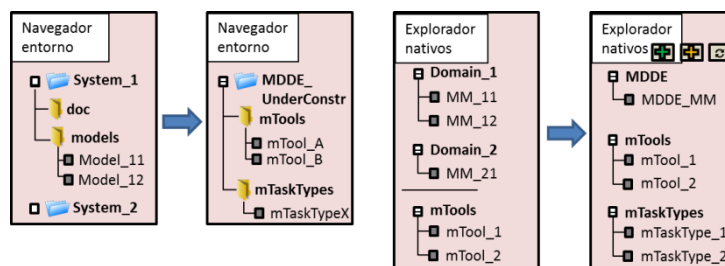 Navegador
entorno
System_1
doc
models
Model_11
Model_12
System_2
Navegador
entorno
MDDE_
UnderConstr
mTools
mTool_A
mTool_B
mTaskTypes
mTaskTypeX
Explorador
nativos
Domain_1
MM_11
MM_12
Domain_2
MM_21
mTools
mTool_1
mTool_2
Explorador
nativos
MDDE
MDDE_MM
mTools
mTool_1
mTool_2
mTaskTypes
mTaskType_1
mTaskType_2